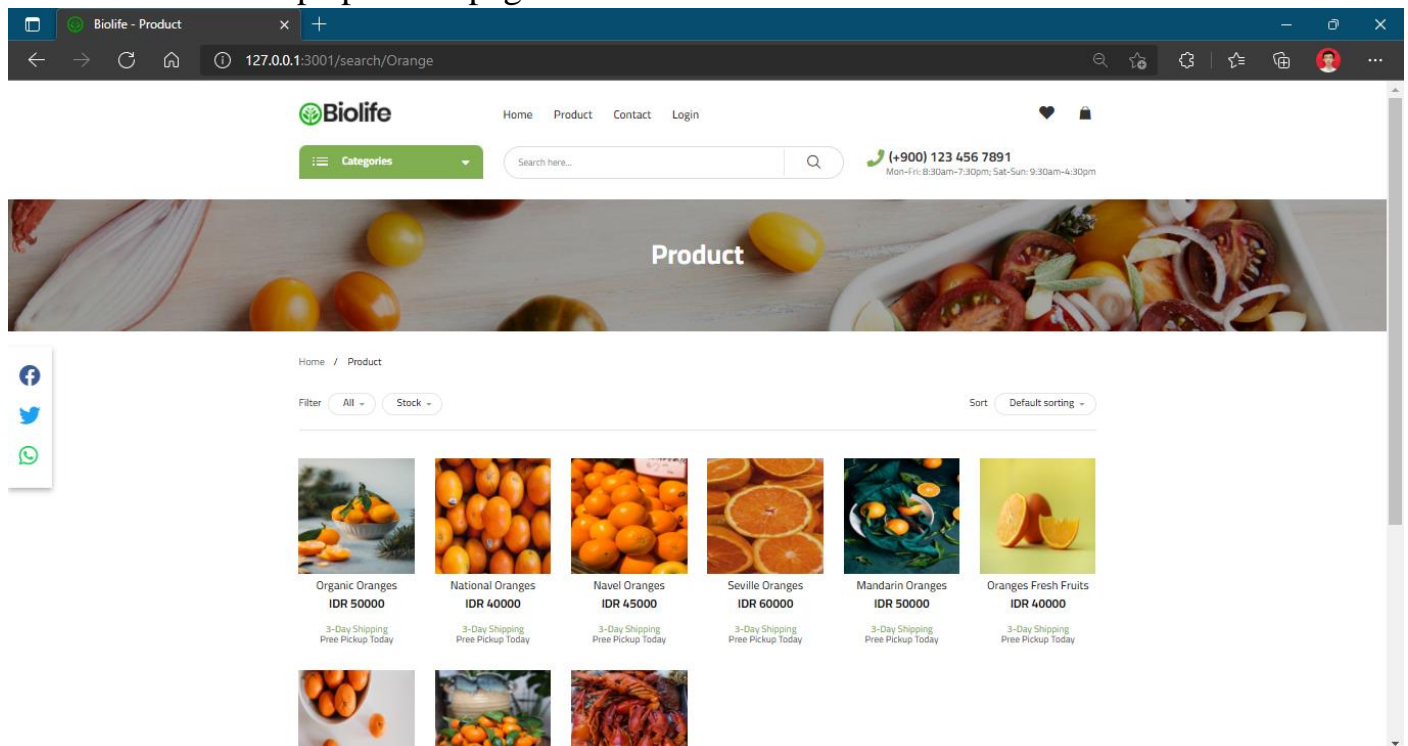 Biolife - Product
127.0.0.1:3001/search/Orange
Biolife
Home Product Contact Login
Categories
Search here...
(+900) 123 456 7891
Mon-Fri: 8:30am-7:30pm; Sat-Sun: 9:30am-4:30pm
Product
Home / Product
Filter All Stock Sort Default sorting
Organic Oranges National Oranges Navel Oranges Seville Oranges Mandarin Oranges Oranges Fresh Fruits
IDR 50000 IDR 40000 IDR 45000 IDR 60000 IDR 50000 IDR 40000
3-Day Shipping 3-Day Shipping 3-Day Shipping 3-Day Shipping 3-Day Shipping 3-Day Shipping
Pree Pickup Today Pree Pickup Today Pree Pickup Today Pree Pickup Today Pree Pickup Today Pree Pickup Today